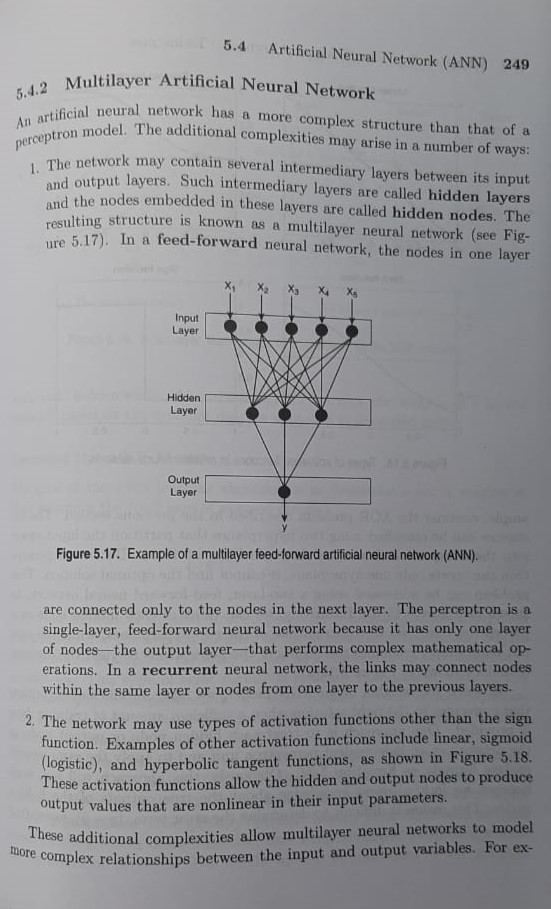 5.4 Artificial Neural Network (ANN) 249
5.4.2 Multilayer Artificial Neural Network
An artificial neural network has a more complex structure than that of a
perceptron model. The additional complexities may arise in a number of ways:
1. The network may contain several intermediary layers between its input
and output layers. Such intermediary layers are called hidden layers
and the nodes embedded in these layers are called hidden nodes. The
resulting structure is known as a multilayer neural network (see Fig-
ure 5.17). In a feed-forward neural network, the nodes in one layer
X1 X2 X3 X4 X5
Input
Layer
Hidden
Layer
Output
Layer
y
Figure 5.17. Example of a multilayer feed-forward artificial neural network (ANN).
are connected only to the nodes in the next layer. The perceptron is a
single-layer, feed-forward neural network because it has only one layer
of nodes—the output layer—that performs complex mathematical op-
erations. In a recurrent neural network, the links may connect nodes
within the same layer or nodes from one layer to the previous layers.
2. The network may use types of activation functions other than the sign
function. Examples of other activation functions include linear, sigmoid
(logistic), and hyperbolic tangent functions, as shown in Figure 5.18.
These activation functions allow the hidden and output nodes to produce
output values that are nonlinear in their input parameters.
These additional complexities allow multilayer neural networks to model
more complex relationships between the input and output variables. For ex-